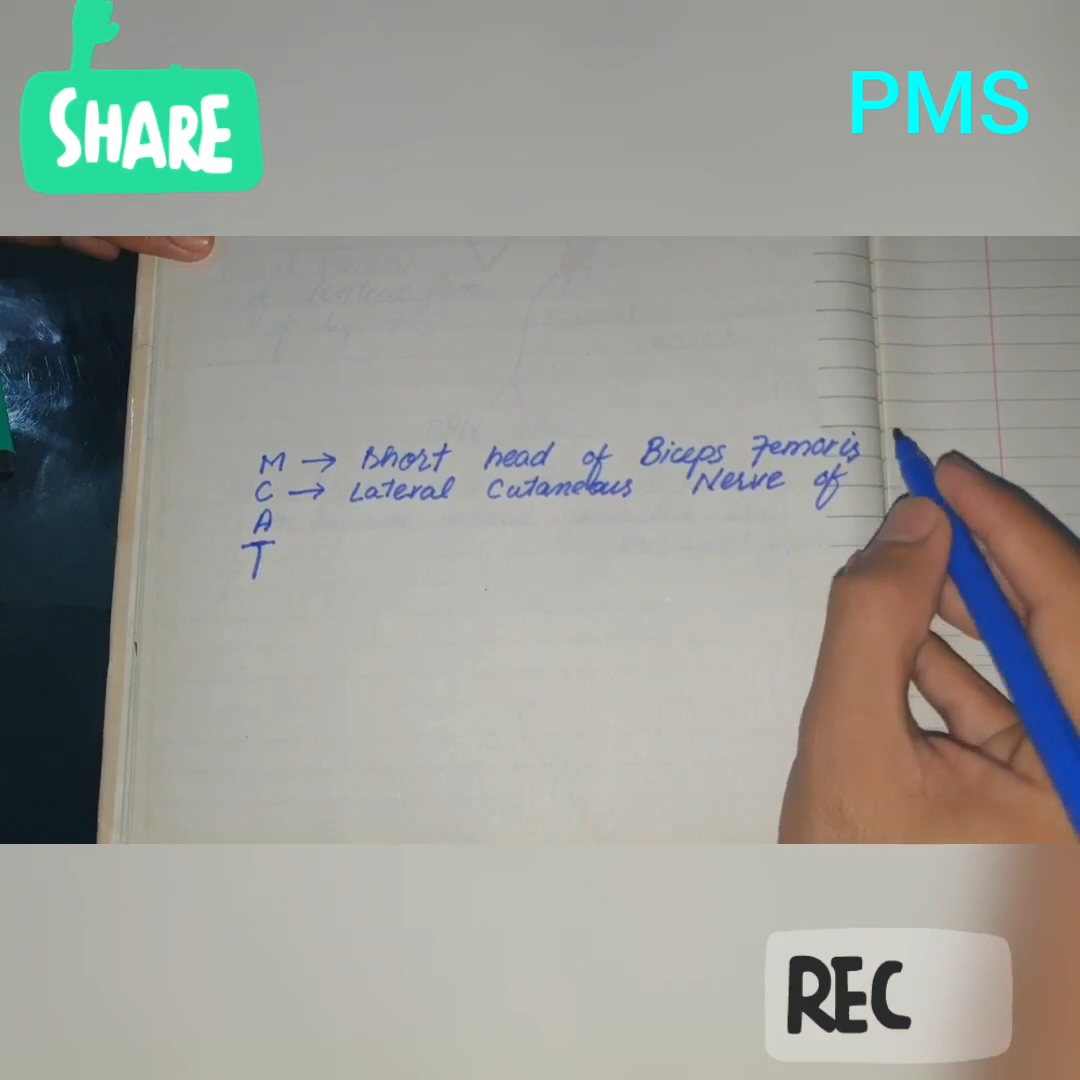 SHARE
PMS
M → Short head of Biceps Femoris
C → Lateral Cutaneous Nerve of
A
T
REC